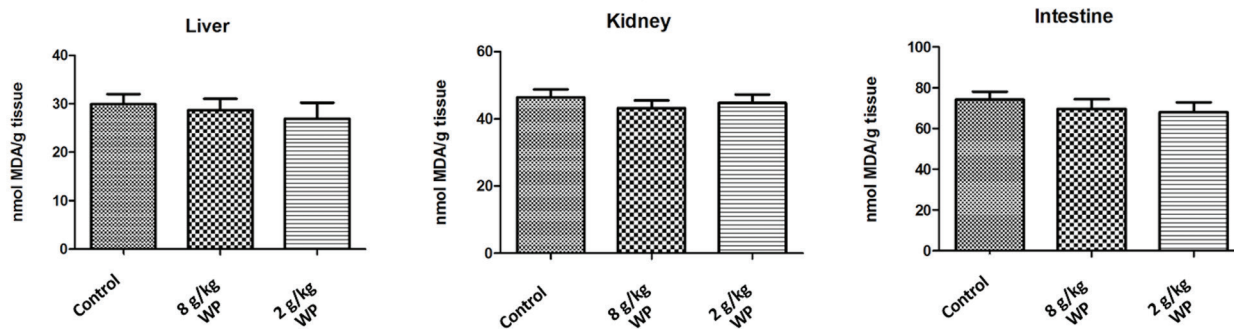 Liver
nmol MDA/g tissue
40
30
20
10
0
Control
8 g/kg
WP
2 g/kg
WP
Kidney
nmol MDA/g tissue
60
40
20
0
Control
8 g/kg
WP
2 g/kg
WP
Intestine
nmol MDA/g tissue
100
80
60
40
20
0
Control
8 g/kg
WP
2 g/kg
WP